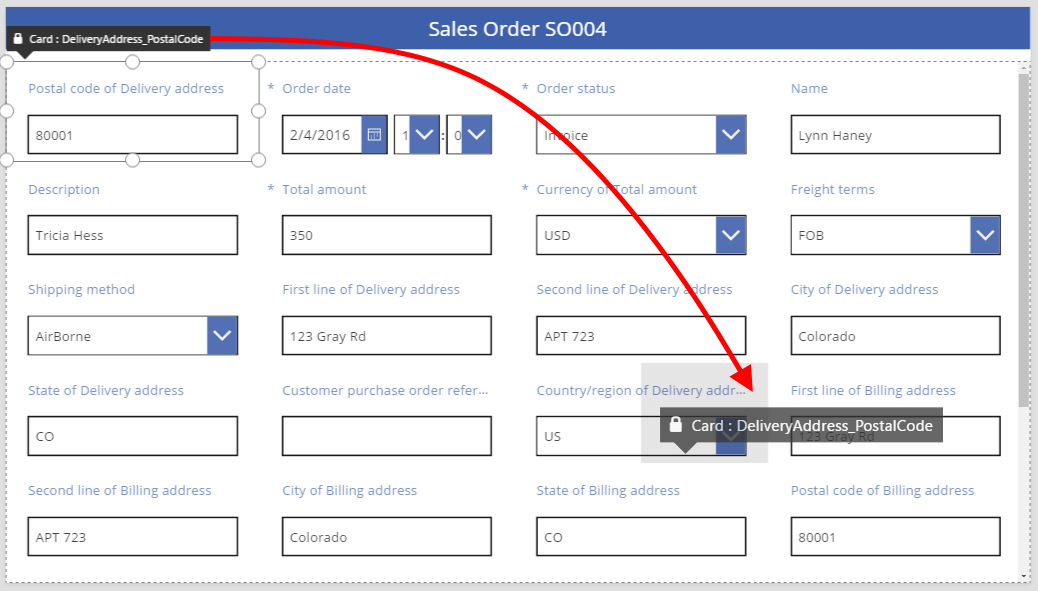 Sales Order SO004
Card : DeliveryAddress_PostalCode
Postal code of Delivery address * Order date * Order status Name
80001 2/4/2016 1 : 0 Invoice Lynn Haney
Description * Total amount * Currency of Total amount Freight terms
Tricia Hess 350 USD FOB
Shipping method First line of Delivery address Second line of Delivery address City of Delivery address
AirBorne 123 Gray Rd APT 723 Colorado
State of Delivery address Customer purchase order refer... Country/region of Delivery addr... First line of Billing address
Card : DeliveryAddress_PostalCode
CO US 123 Gray Rd
Second line of Billing address City of Billing address State of Billing address Postal code of Billing address
APT 723 Colorado CO 80001